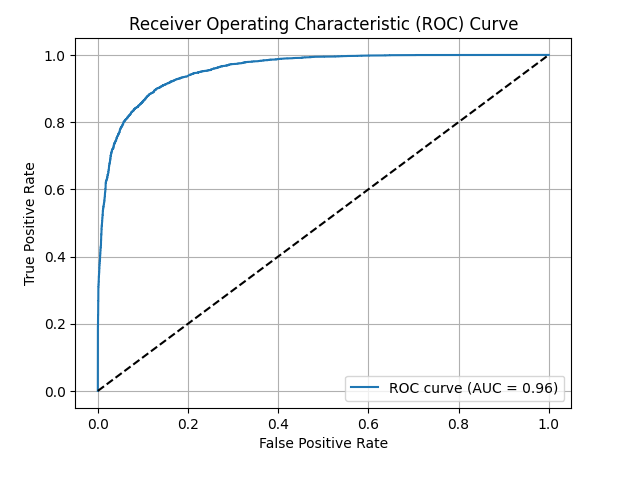 Receiver Operating Characteristic (ROC) Curve
1.0
0.8
0.6
0.4
0.2
0.0
True Positive Rate
ROC curve (AUC = 0.96)
0.0 0.2 0.4 0.6 0.8 1.0
False Positive Rate